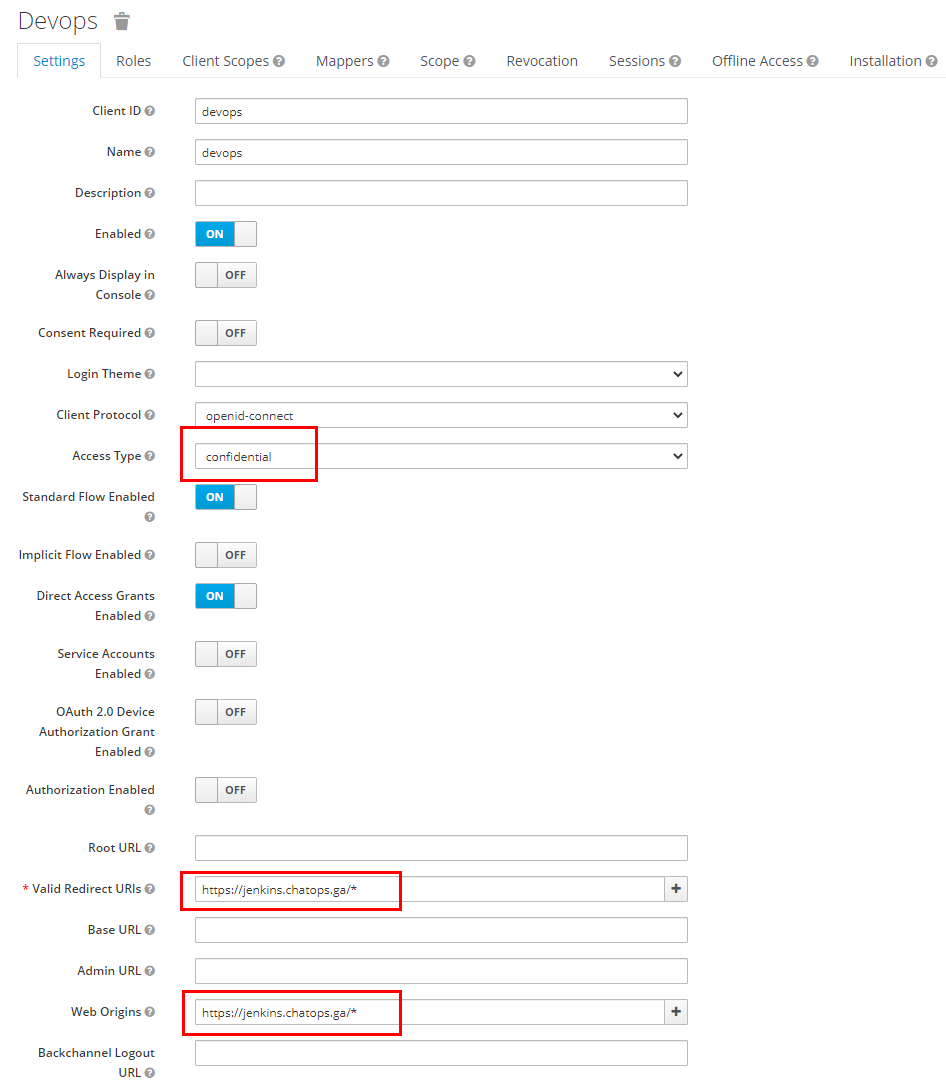 Devops
Settings Roles Client Scopes Mappers Scope Revocation Sessions Offline Access Installation
Client ID devops
Name devops
Description
Enabled ON
Always Display in OFF
Console
Consent Required OFF
Login Theme
Client Protocol openid-connect
Access Type confidential
Standard Flow Enabled ON
Implicit Flow Enabled OFF
Direct Access Grants ON
Enabled
Service Accounts OFF
Enabled
OAuth 2.0 Device OFF
Authorization Grant
Enabled
Authorization Enabled OFF
Root URL
* Valid Redirect URIs https://jenkins.chatops.ga/* +
Base URL
Admin URL
Web Origins https://jenkins.chatops.ga/* +
Backchannel Logout
URL